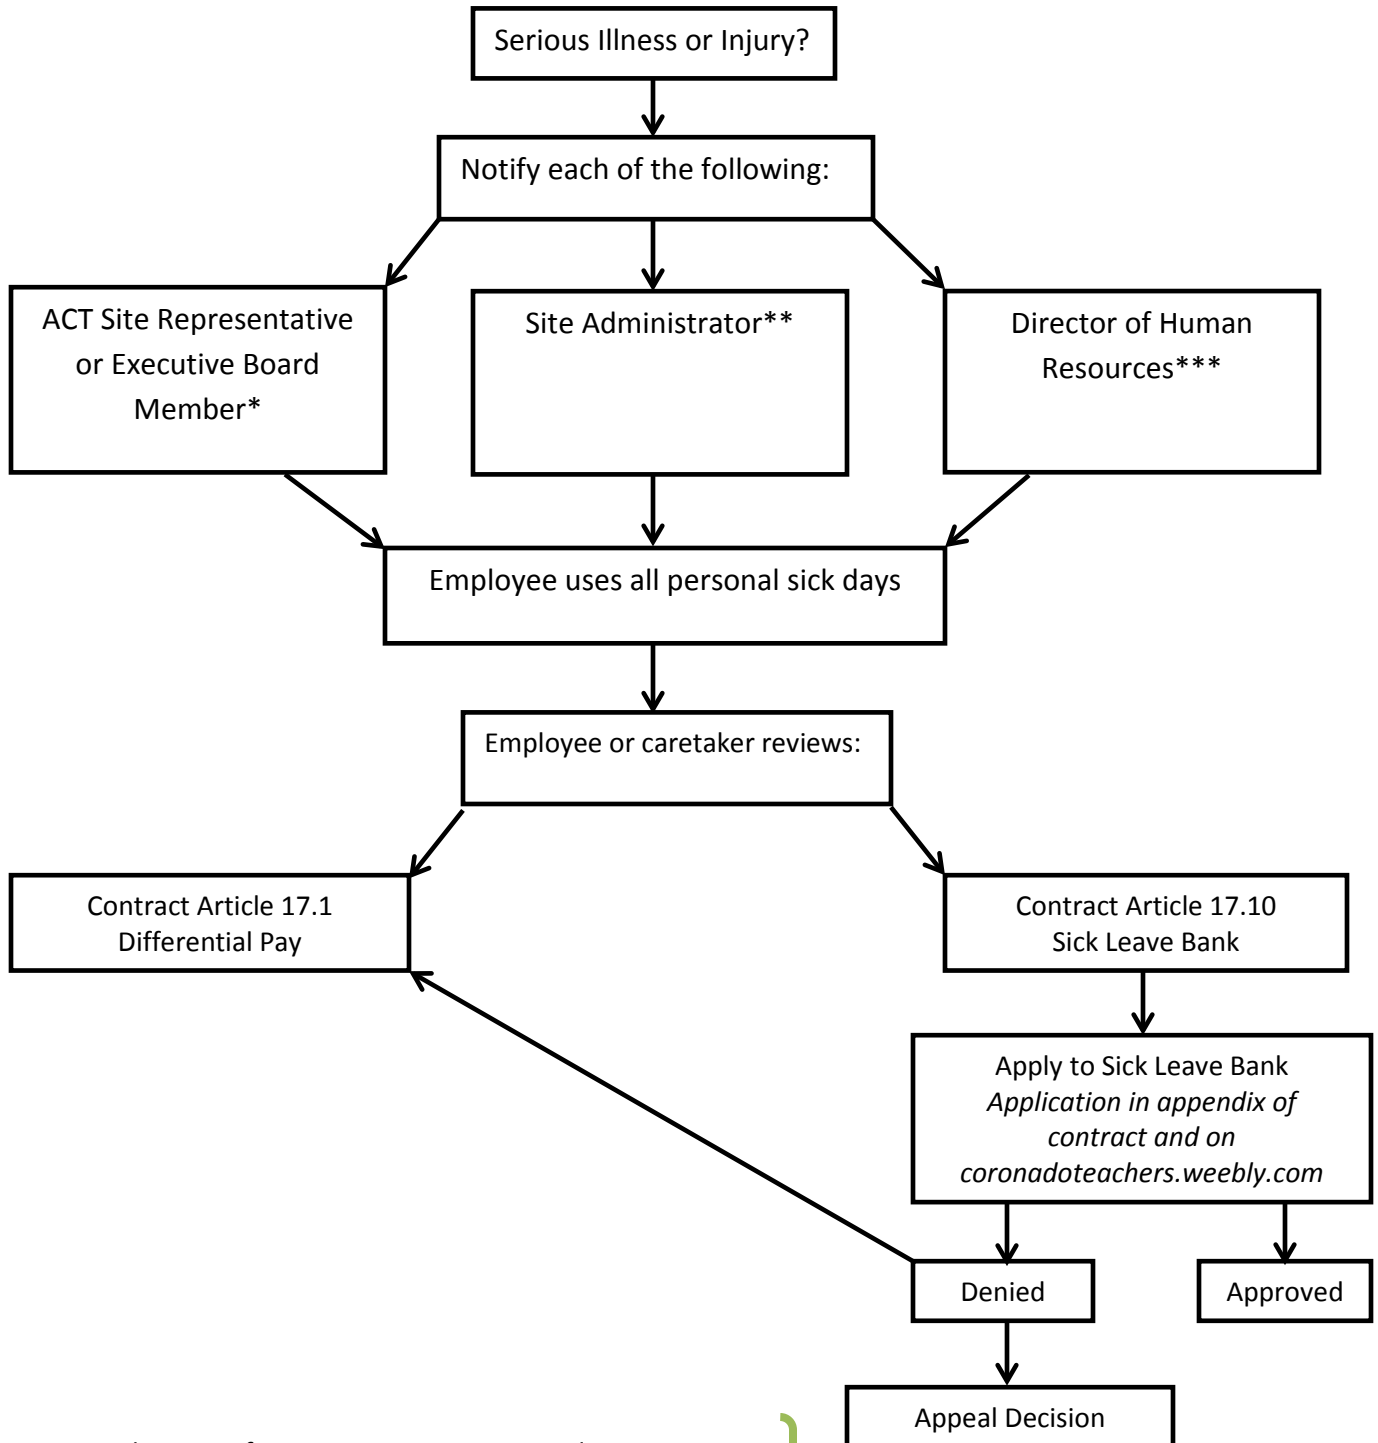 Serious Illness or Injury?
Notify each of the following:
ACT Site Representative
or Executive Board
Member*
Site Administrator**
Director of Human
Resources***
Employee uses all personal sick days
Employee or caretaker reviews:
Contract Article 17.1
Differential Pay
Contract Article 17.10
Sick Leave Bank
Apply to Sick Leave Bank
Application in appendix of
contract and on
coronadoteachers.weebly.com
Denied
Approved
Appeal Decision